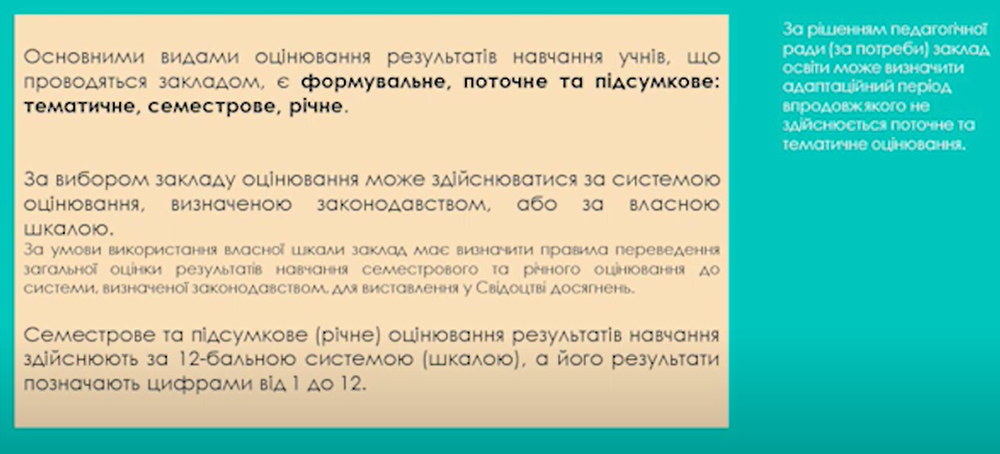 Основними видами оцінювання результатів навчання учнів, що
проводяться закладом, є формувальне, поточне та підсумкове:
тематичне, семестрове, річне.
За вибором закладу оцінювання може здійснюватися за системою
оцінювання, визначеною законодавством, або за власною
шкалою.
За умови використання власної шкали заклад має визначити правила переведення
загальної оцінки результатів навчання семестрового та річного оцінювання до
системи, визначеної законодавством, для виставлення у Свідоцтві досягнень.
Семестрове та підсумкове (річне) оцінювання результатів навчання
здійснюють за 12-бальною системою (шкалою), а його результати
позначають цифрами від 1 до 12.
За рішенням педагогічної
ради (за потреби) заклад
освіти може визначити
адаптаційний період
впродовж якого не
здійснюється поточне та
тематичне оцінювання.